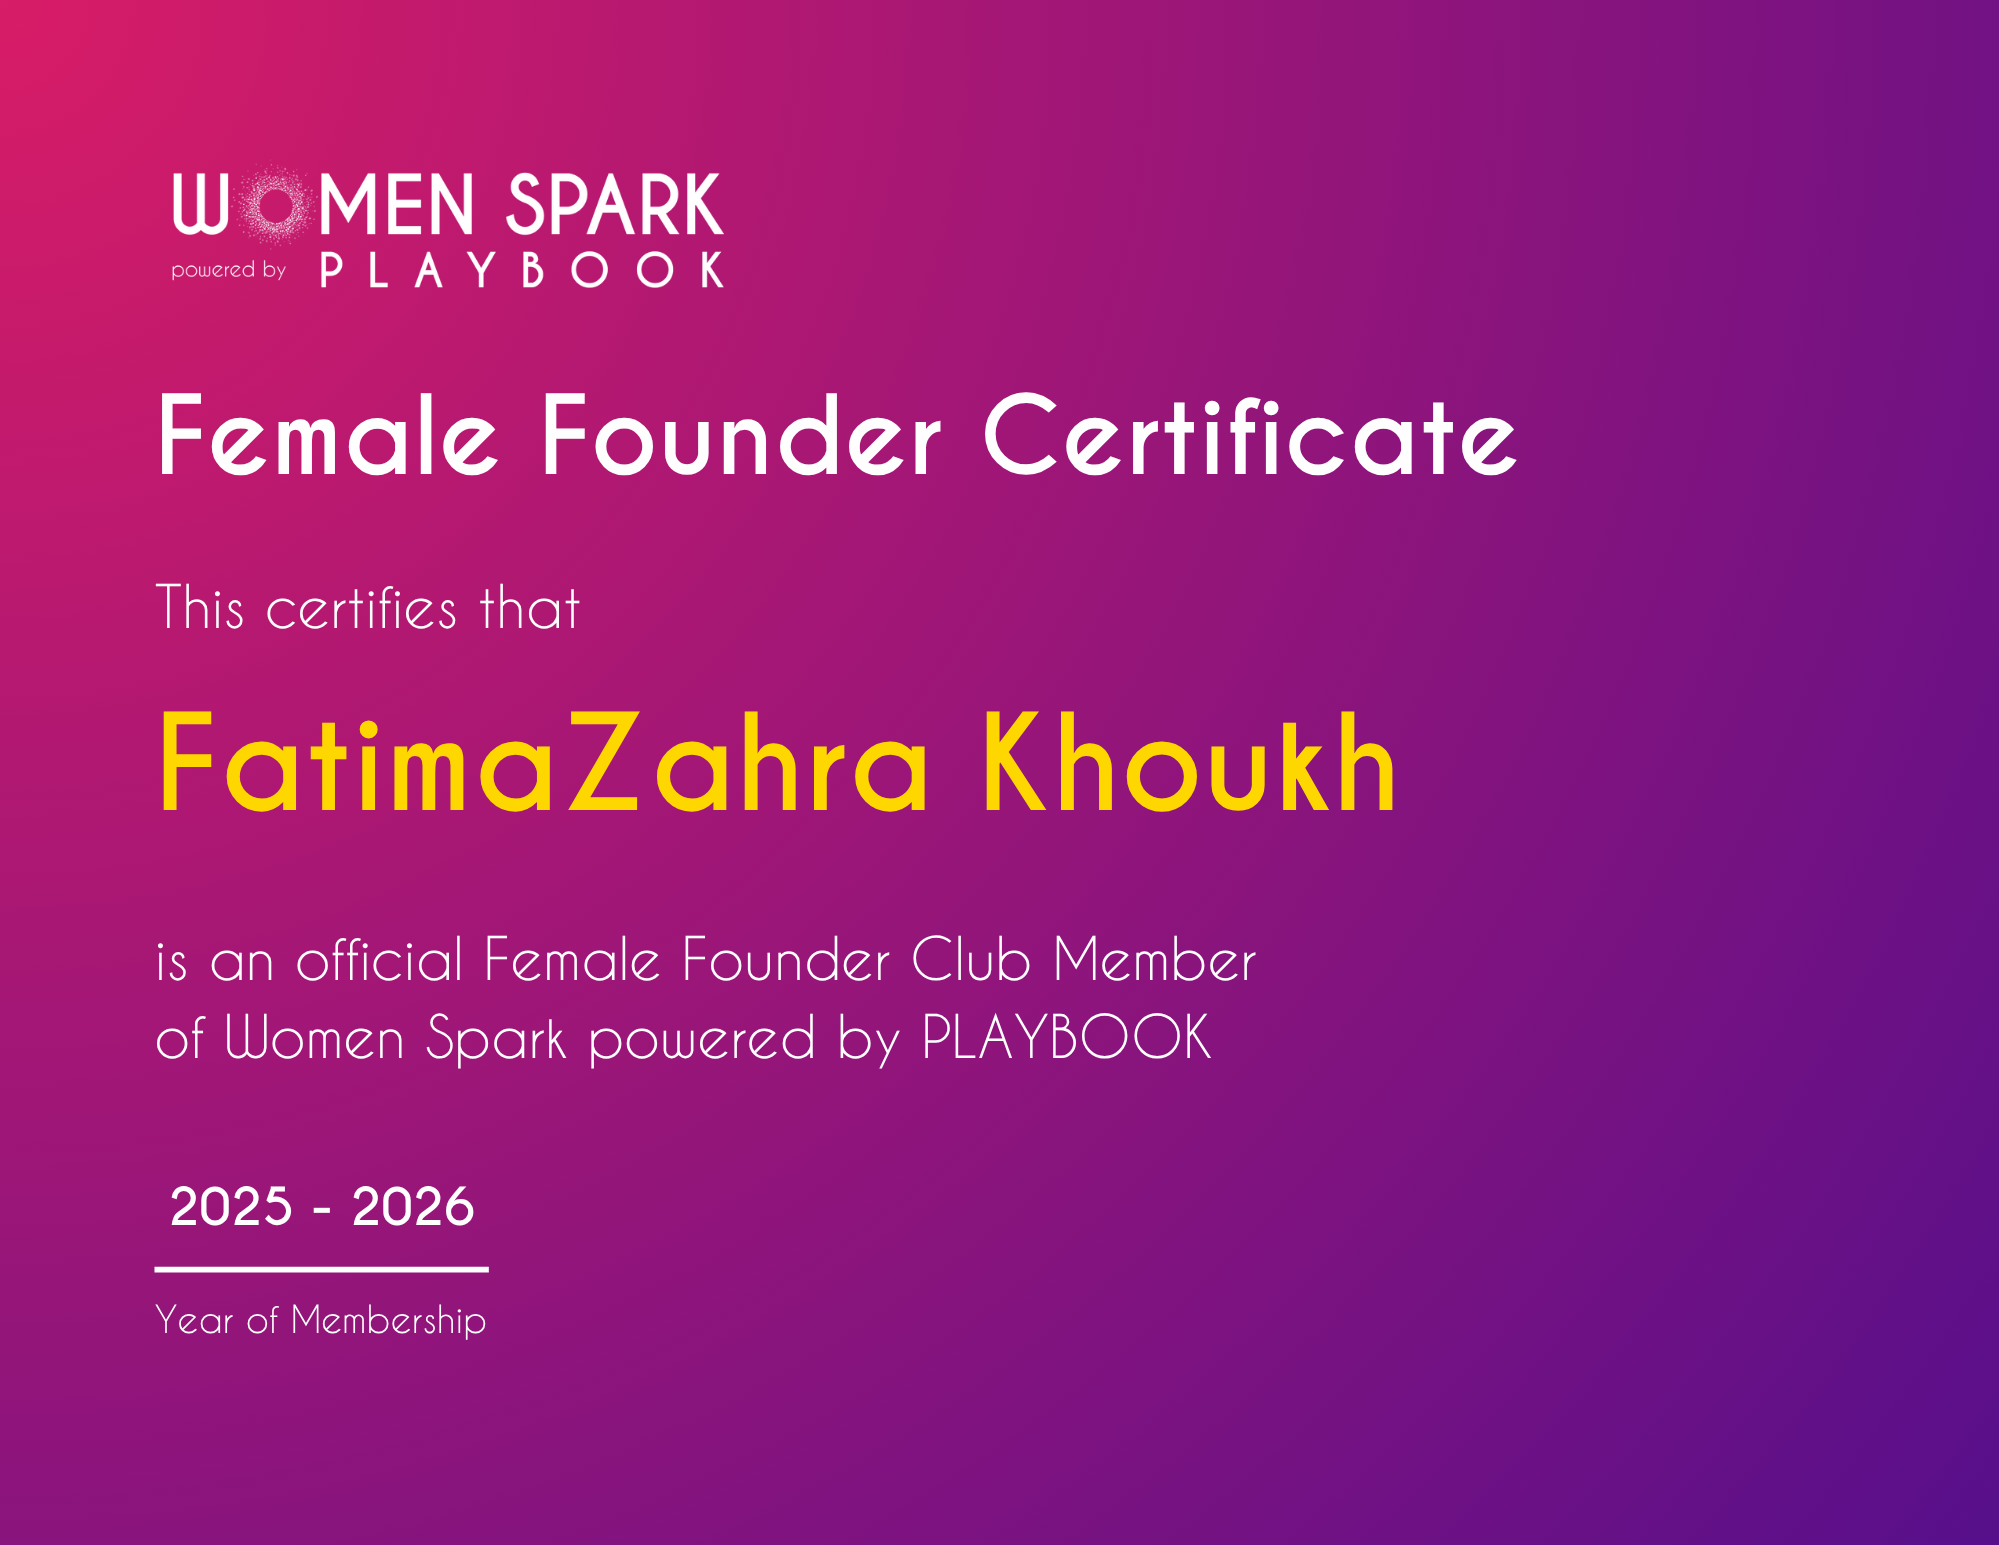 WOMEN SPARK
powered by PLAYBOOK
Female Founder Certificate
This certifies that
FatimaZahra Khoukh
is an official Female Founder Club Member
of Women Spark powered by PLAYBOOK
2025 - 2026
Year of Membership